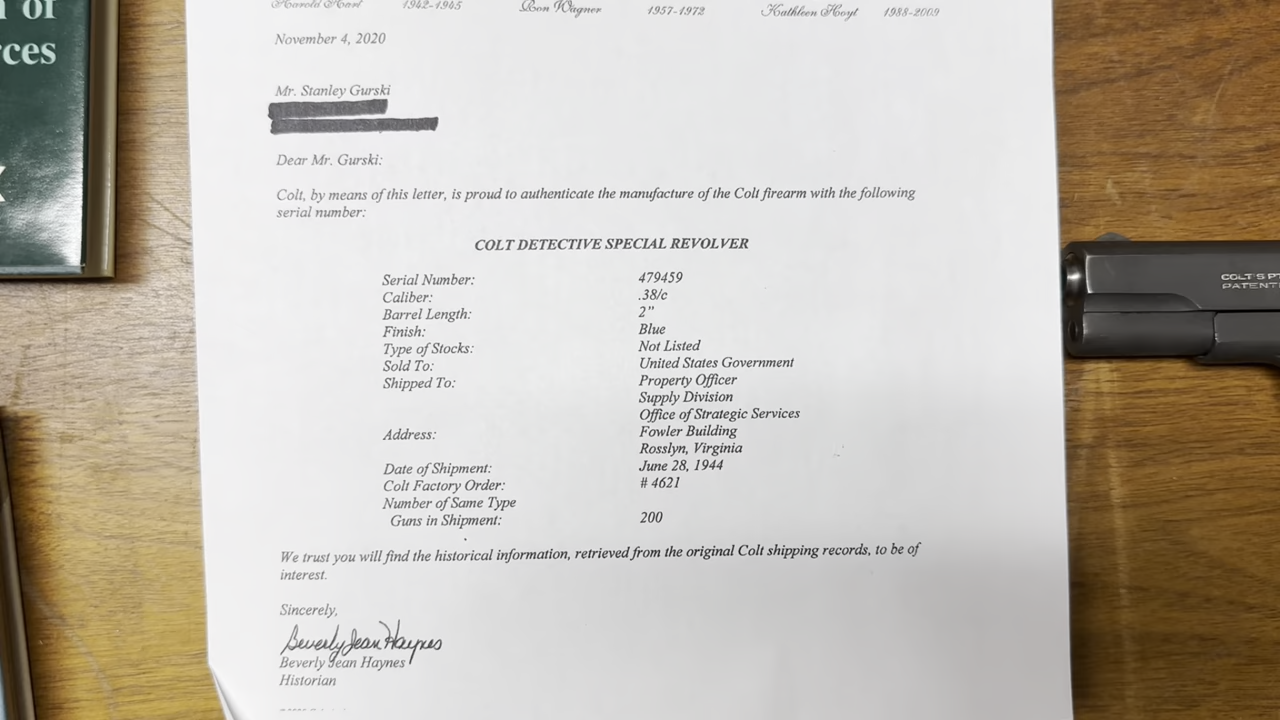 Harold Hart 1942-1945 Ron Wagner 1957-1972 Kathleen Hoyt 1988-2009
November 4, 2020
Mr. Stanley Gurski
Dear Mr. Gurski:
Colt, by means of this letter, is proud to authenticate the manufacture of the Colt firearm with the following
serial number:
COLT DETECTIVE SPECIAL REVOLVER
Serial Number: 479459
Caliber: .38/c
Barrel Length: 2"
Finish: Blue
Type of Stocks: Not Listed
Sold To: United States Government
Shipped To: Property Officer
Supply Division
Office of Strategic Services
Address: Fowler Building
Rosslyn, Virginia
Date of Shipment: June 28, 1944
Colt Factory Order: # 4621
Number of Same Type
Guns in Shipment: 200
We trust you will find the historical information, retrieved from the original Colt shipping records, to be of
interest.
Sincerely,
Beverly Jean Haynes
Beverly Jean Haynes
Historian
of
COLT'S PT
PATENT